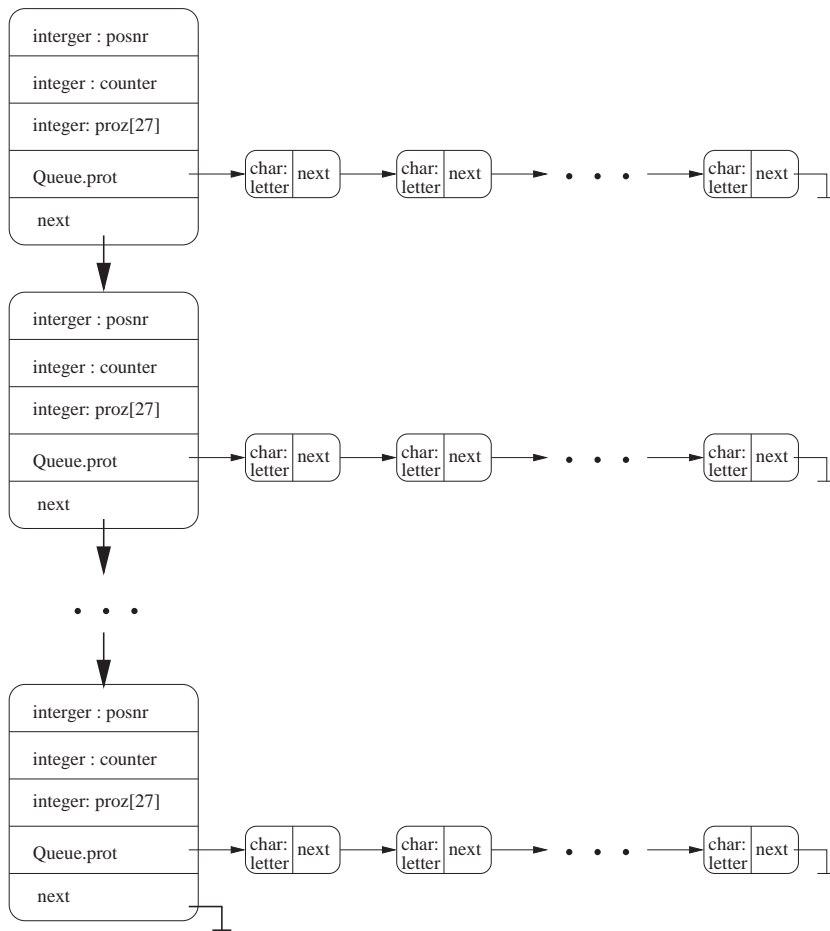 interger : posnr
integer : counter
integer: proz[27]
Queue.prot
char: letter next
char: letter next
• • •
char: letter next
next
interger : posnr
integer : counter
integer: proz[27]
Queue.prot
char: letter next
char: letter next
• • •
char: letter next
next
• • •
interger : posnr
integer : counter
integer: proz[27]
Queue.prot
char: letter next
char: letter next
• • •
char: letter next
next